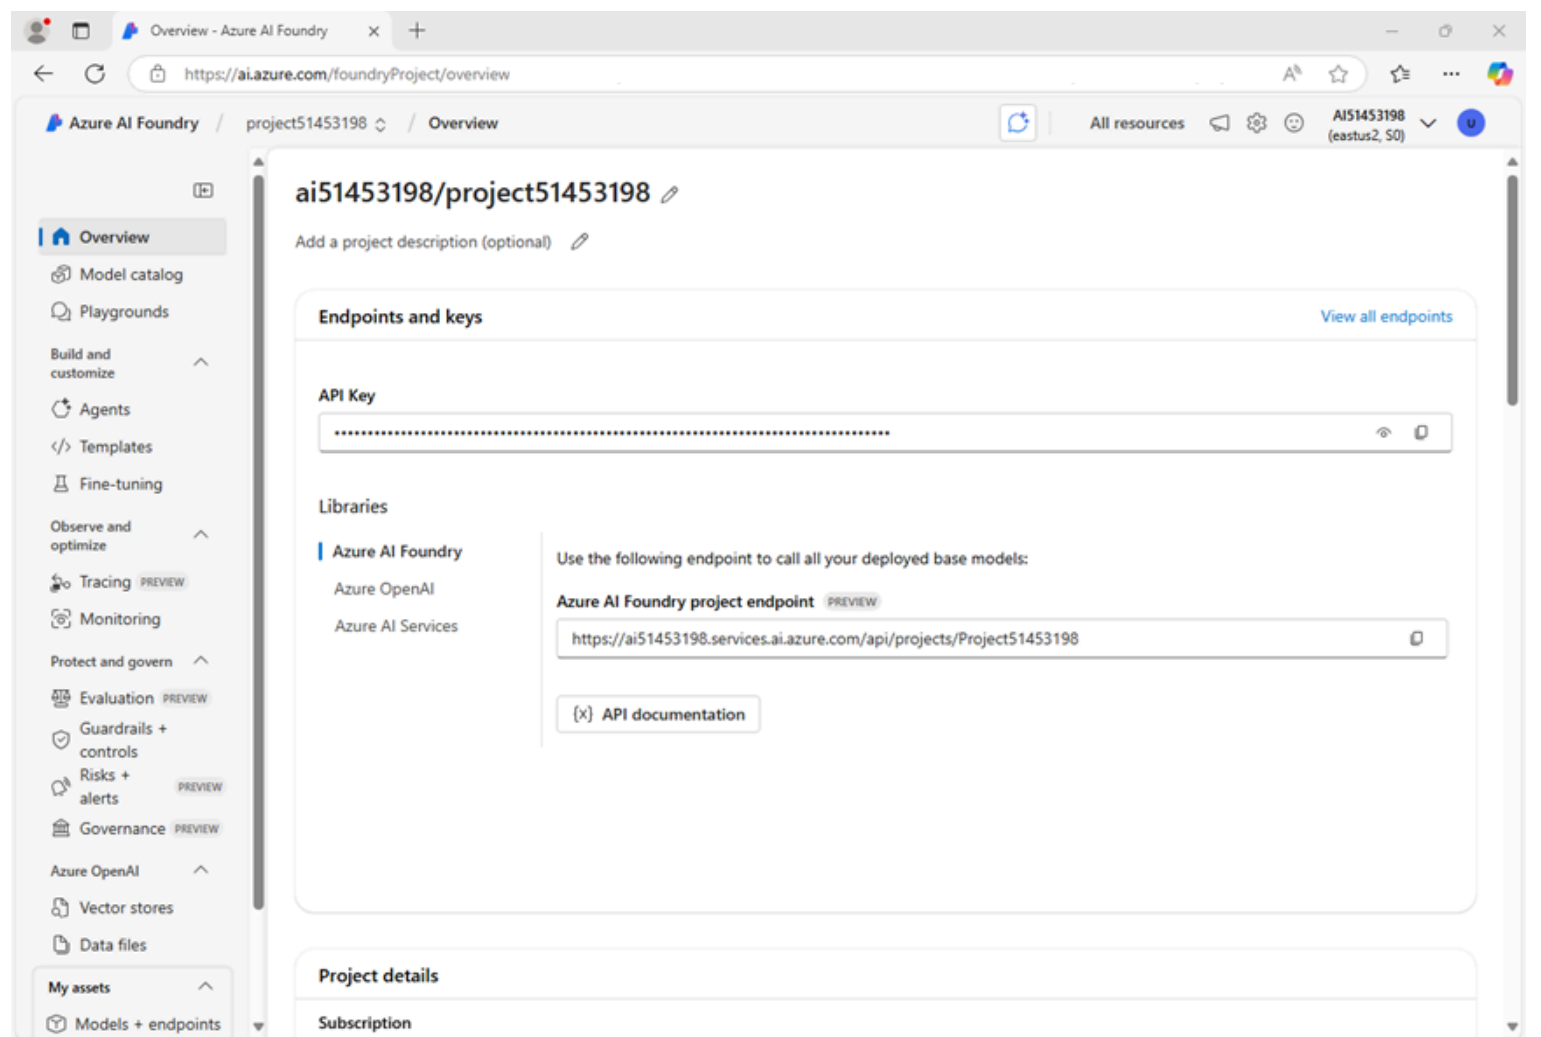 Overview - Azure AI Foundry
https://ai.azure.com/foundryProject/overview
Azure AI Foundry / project51453198 / Overview
All resources
AI51453198
(eastus2, S0)
U
Overview
Model catalog
Playgrounds
Build and
customize
Agents
Templates
Fine-tuning
Observe and
optimize
Tracing PREVIEW
Monitoring
Protect and govern
Evaluation PREVIEW
Guardrails +
controls
Risks +
alerts PREVIEW
Governance PREVIEW
Azure OpenAI
Vector stores
Data files
My assets
Models + endpoints
ai51453198/project51453198
Add a project description (optional)
Endpoints and keys
View all endpoints
API Key
Libraries
Azure AI Foundry
Azure OpenAI
Azure AI Services
Use the following endpoint to call all your deployed base models:
Azure AI Foundry project endpoint PREVIEW
https://ai51453198.services.ai.azure.com/api/projects/Project51453198
{x} API documentation
Project details
Subscription